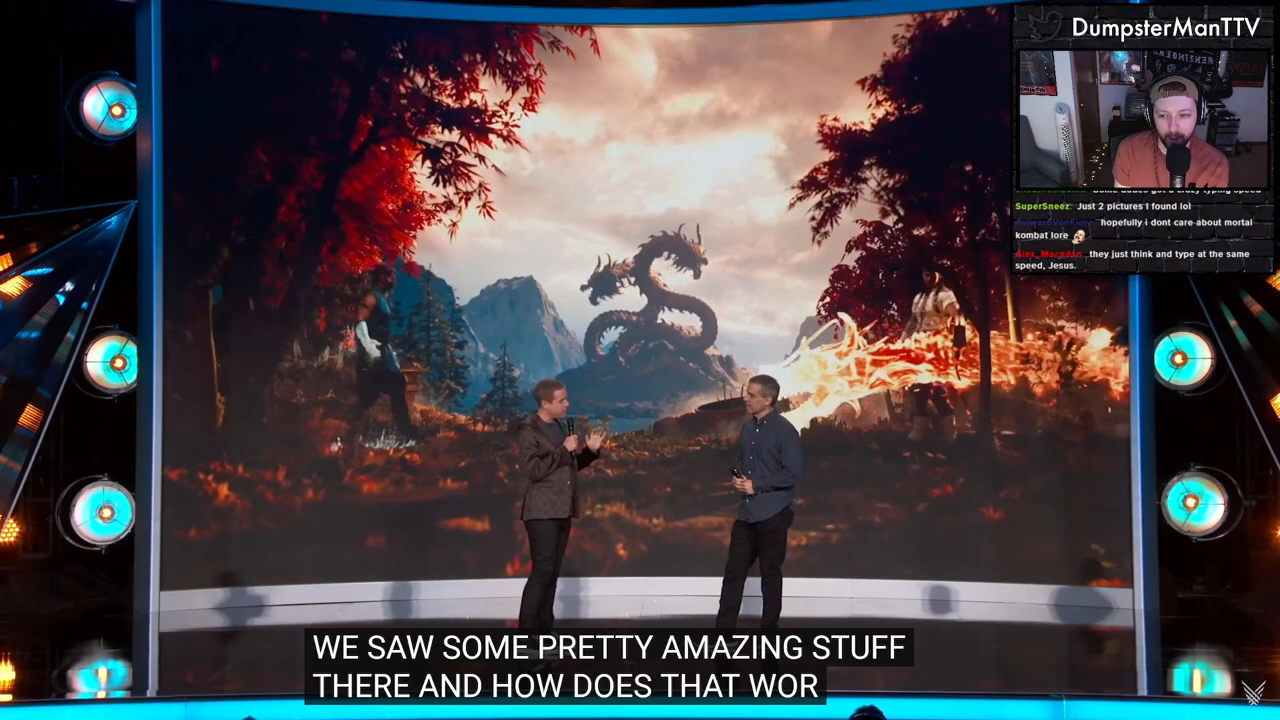 DumpsterManTTV
SuperSneez: Just 2 pictures I found lol
hopefully i dont care about mortal
kombat lore
Alex_Macedon: they just think and type at the same
speed, Jesus.
WE SAW SOME PRETTY AMAZING STUFF
THERE AND HOW DOES THAT WOR